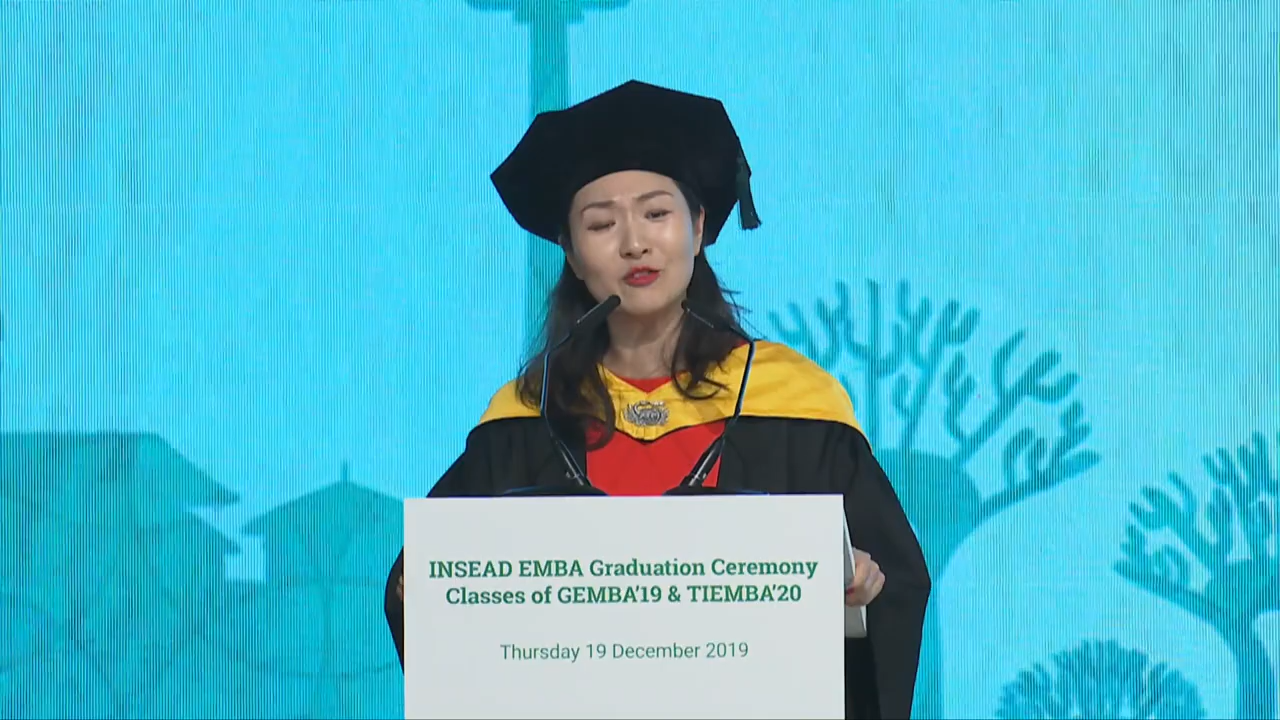 INSEAD EMBA Graduation Ceremony
Classes of GEMBA'19 & TIEMBA'20
Thursday 19 December 2019